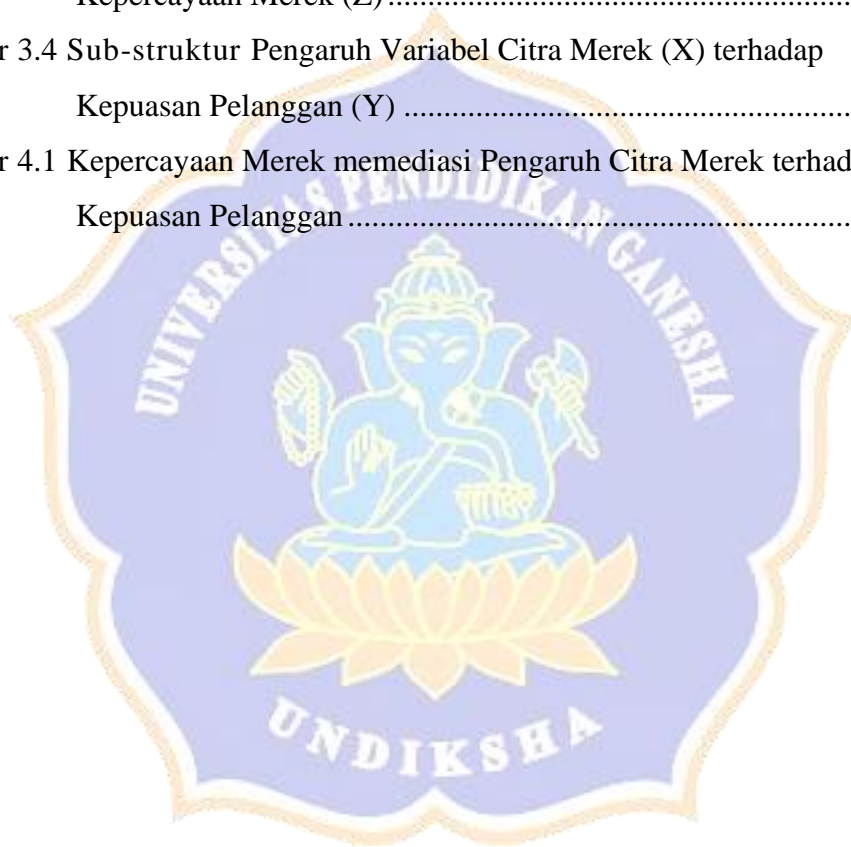 Kepercayaan Merek (Z)................................................
r 3.4 Sub-struktur Pengaruh Variabel Citra Merek (X) terhadap
Kepuasan Pelanggan (Y) ................................................
r 4.1 Kepercayaan Merek memediasi Pengaruh Citra Merek terhad
Kepuasan Pelanggan ........................................................
UNIVERSITAS PENDIDIKAN GANESHA
UNDIKSHA